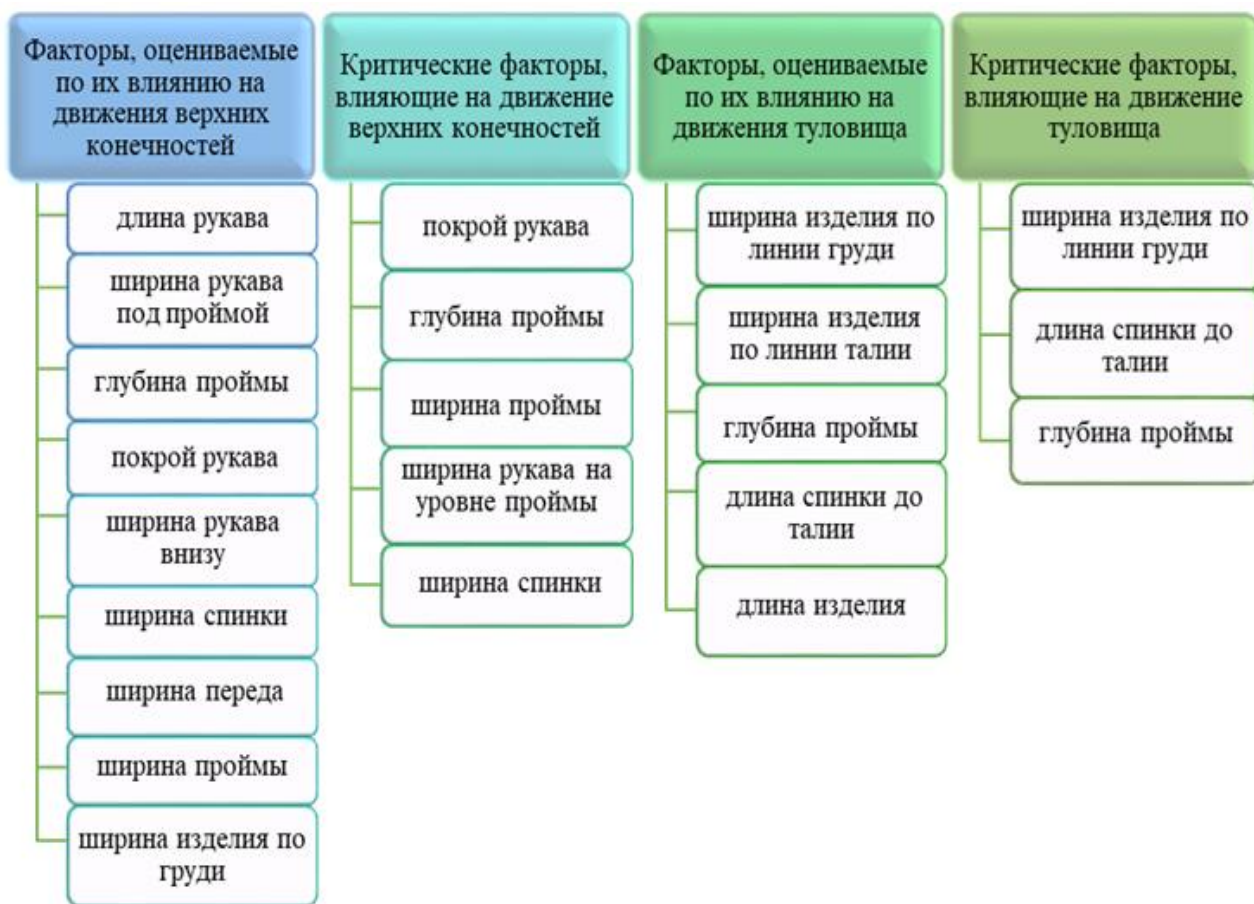 Факторы, оцениваемые
по их влиянию на
движения верхних
конечностей
длина рукава
ширина рукава
под проймой
глубина проймы
покрой рукава
ширина рукава
внизу
ширина спинки
ширина переда
ширина проймы
ширина изделия по
груди
Критические факторы,
влияющие на движение
верхних конечностей
покрой рукава
глубина проймы
ширина проймы
ширина рукава на
уровне проймы
ширина спинки
Факторы, оцениваемые
по их влиянию на
движения туловища
ширина изделия по
линии груди
ширина изделия
по линии талии
глубина проймы
длина спинки до
талии
длина изделия
Критические факторы,
влияющие на движение
туловища
ширина изделия по
линии груди
длина спинки до
талии
глубина проймы